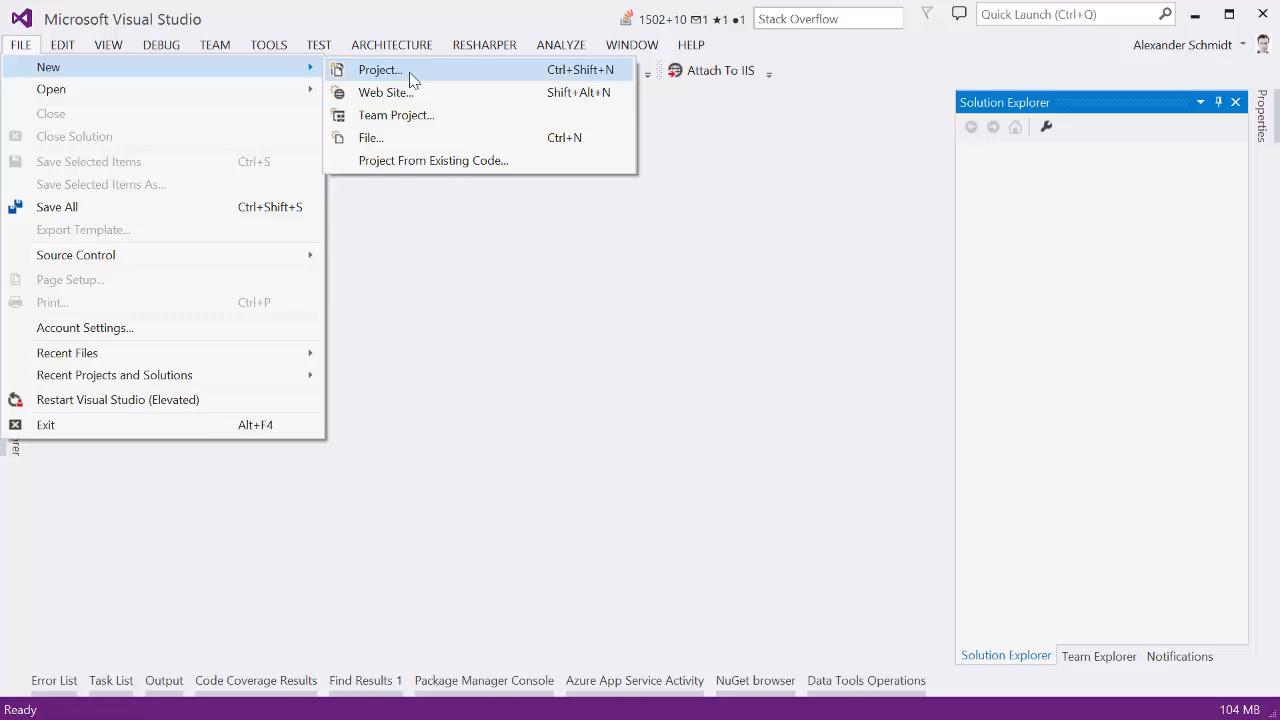 Microsoft Visual Studio
1502+10 1 ★1 ●1
Stack Overflow
Quick Launch (Ctrl+Q)
FILE EDIT VIEW DEBUG TEAM TOOLS TEST ARCHITECTURE RESHARPER ANALYZE WINDOW HELP
Alexander Schmidt
New
Open
Close
Close Solution
Save Selected Items Ctrl+S
Save Selected Items As...
Save All Ctrl+Shift+S
Export Template...
Source Control
Page Setup...
Print... Ctrl+P
Account Settings...
Recent Files
Recent Projects and Solutions
Restart Visual Studio (Elevated)
Exit Alt+F4
Project... Ctrl+Shift+N
Web Site... Shift+Alt+N
Team Project...
File... Ctrl+N
Project From Existing Code...
Attach To IIS
Solution Explorer
Properties
Solution Explorer Team Explorer Notifications
Error List Task List Output Code Coverage Results Find Results 1 Package Manager Console Azure App Service Activity NuGet browser Data Tools Operations
Ready
104 MB